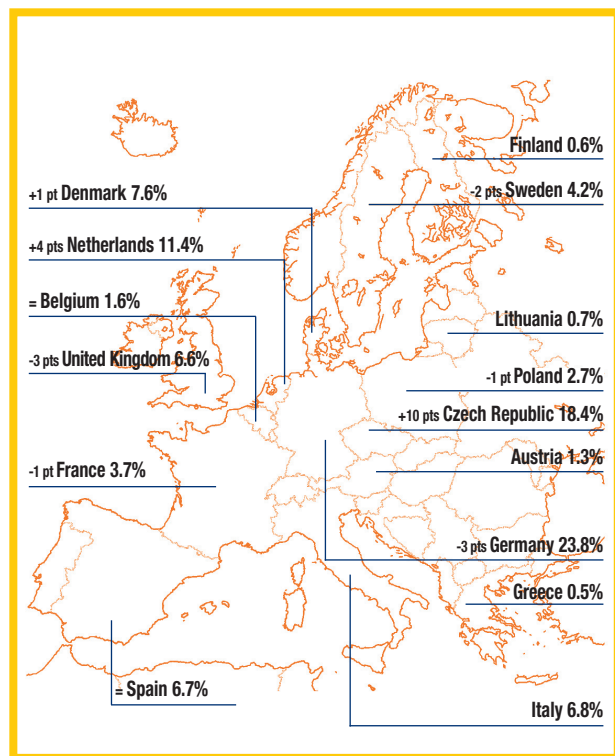 Finland 0.6%
-2 pts Sweden 4.2%
+1 pt Denmark 7.6%
+4 pts Netherlands 11.4%
= Belgium 1.6%
Lithuania 0.7%
-3 pts United Kingdom 6.6%
-1 pt Poland 2.7%
+10 pts Czech Republic 18.4%
Austria 1.3%
-1 pt France 3.7%
-3 pts Germany 23.8%
Greece 0.5%
= Spain 6.7%
Italy 6.8%